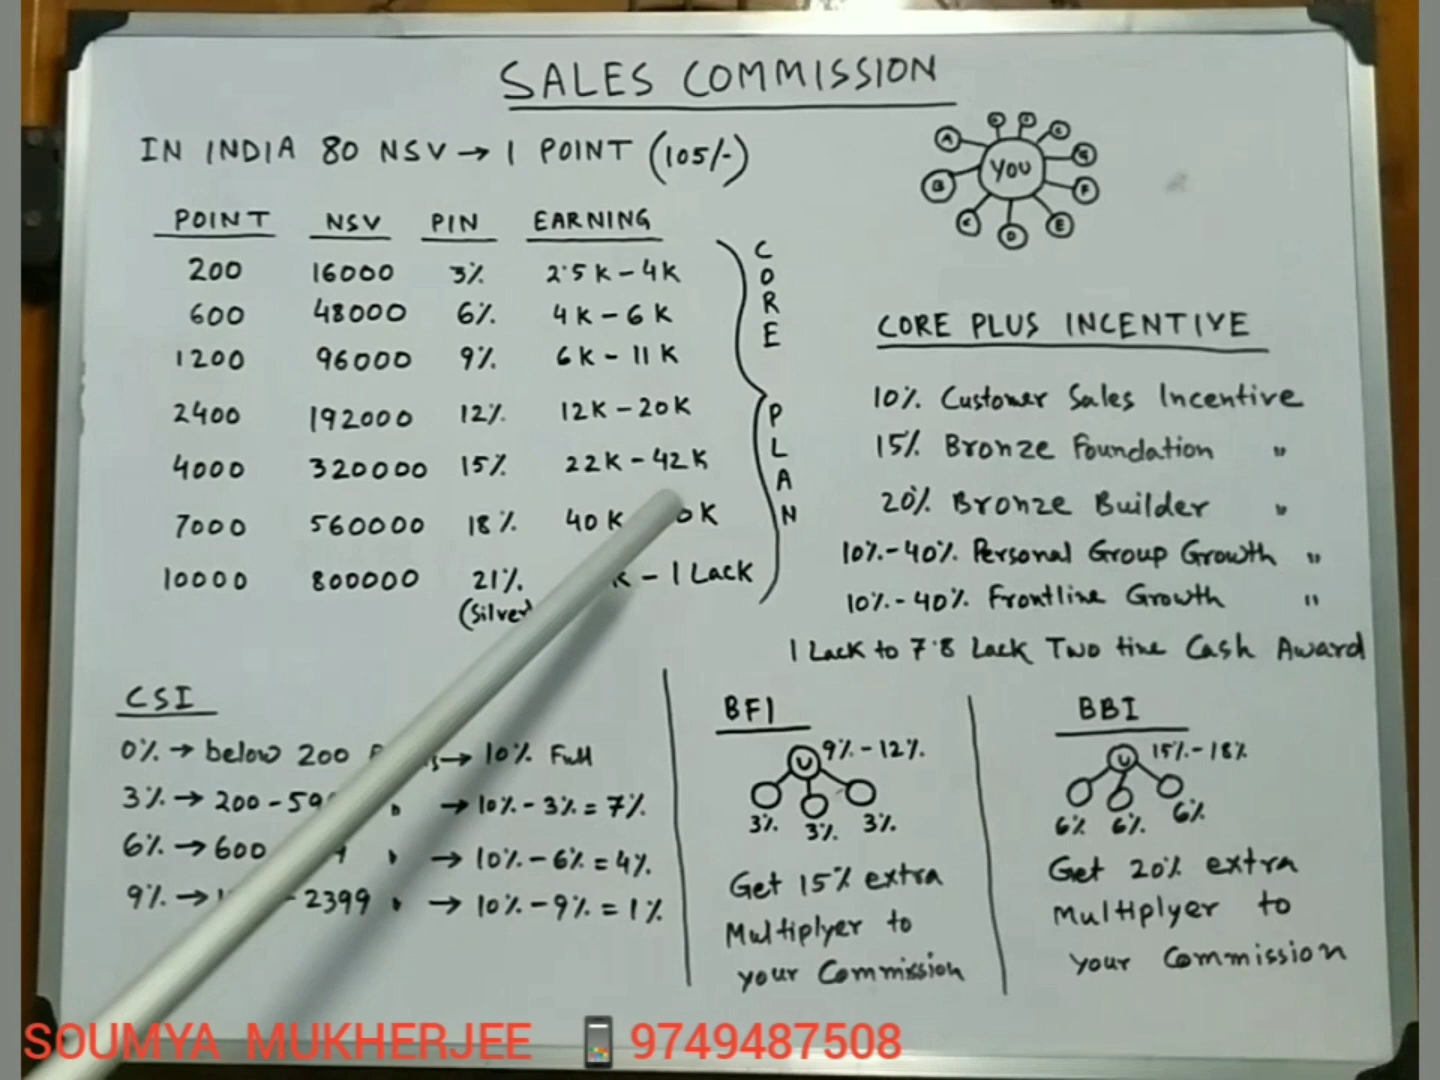 SALES COMMISSION
IN INDIA 80 NSV → 1 POINT (105/-)
POINT NSV PIN EARNING
200 16000 3% 2.5K - 4K
600 48000 6% 4K - 6K
1200 96000 9% 6K - 11K
2400 192000 12% 12K - 20K
4000 320000 15% 22K - 42K
7000 560000 18% 40K
10000 800000 21% - 1 Lack
(Silver
CORE
PLAN
YOU
A
B
C
D
E
F
G
CORE PLUS INCENTIVE
10% Customer Sales Incentive
15% Bronze Foundation "
20% Bronze Builder "
10%-40% Personal Group Growth "
10%-40% Frontline Growth "
1 Lack to 7.8 Lack Two time Cash Award
CSI
0% → below 200 → 10% Full
3% → 200 - → 10% - 3% = 7%
6% → 600 → 10% - 6% = 4%
9% → - 2399 → 10% - 9% = 1%
BFI
U 9% - 12%
3% 3% 3%
Get 15% extra
Multiplyer to
your Commission
BBI
U 15% - 18%
6% 6% 6%
Get 20% extra
Multiplyer to
your Commission
SOUMYA MUKHERJEE 9749487508